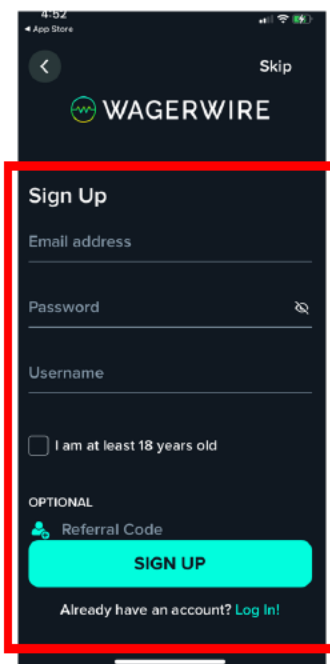 4:52
◀ App Store
Skip
WAGERWIRE
Sign Up
Email address
Password
Username
I am at least 18 years old
OPTIONAL
Referral Code
SIGN UP
Already have an account? Log In!